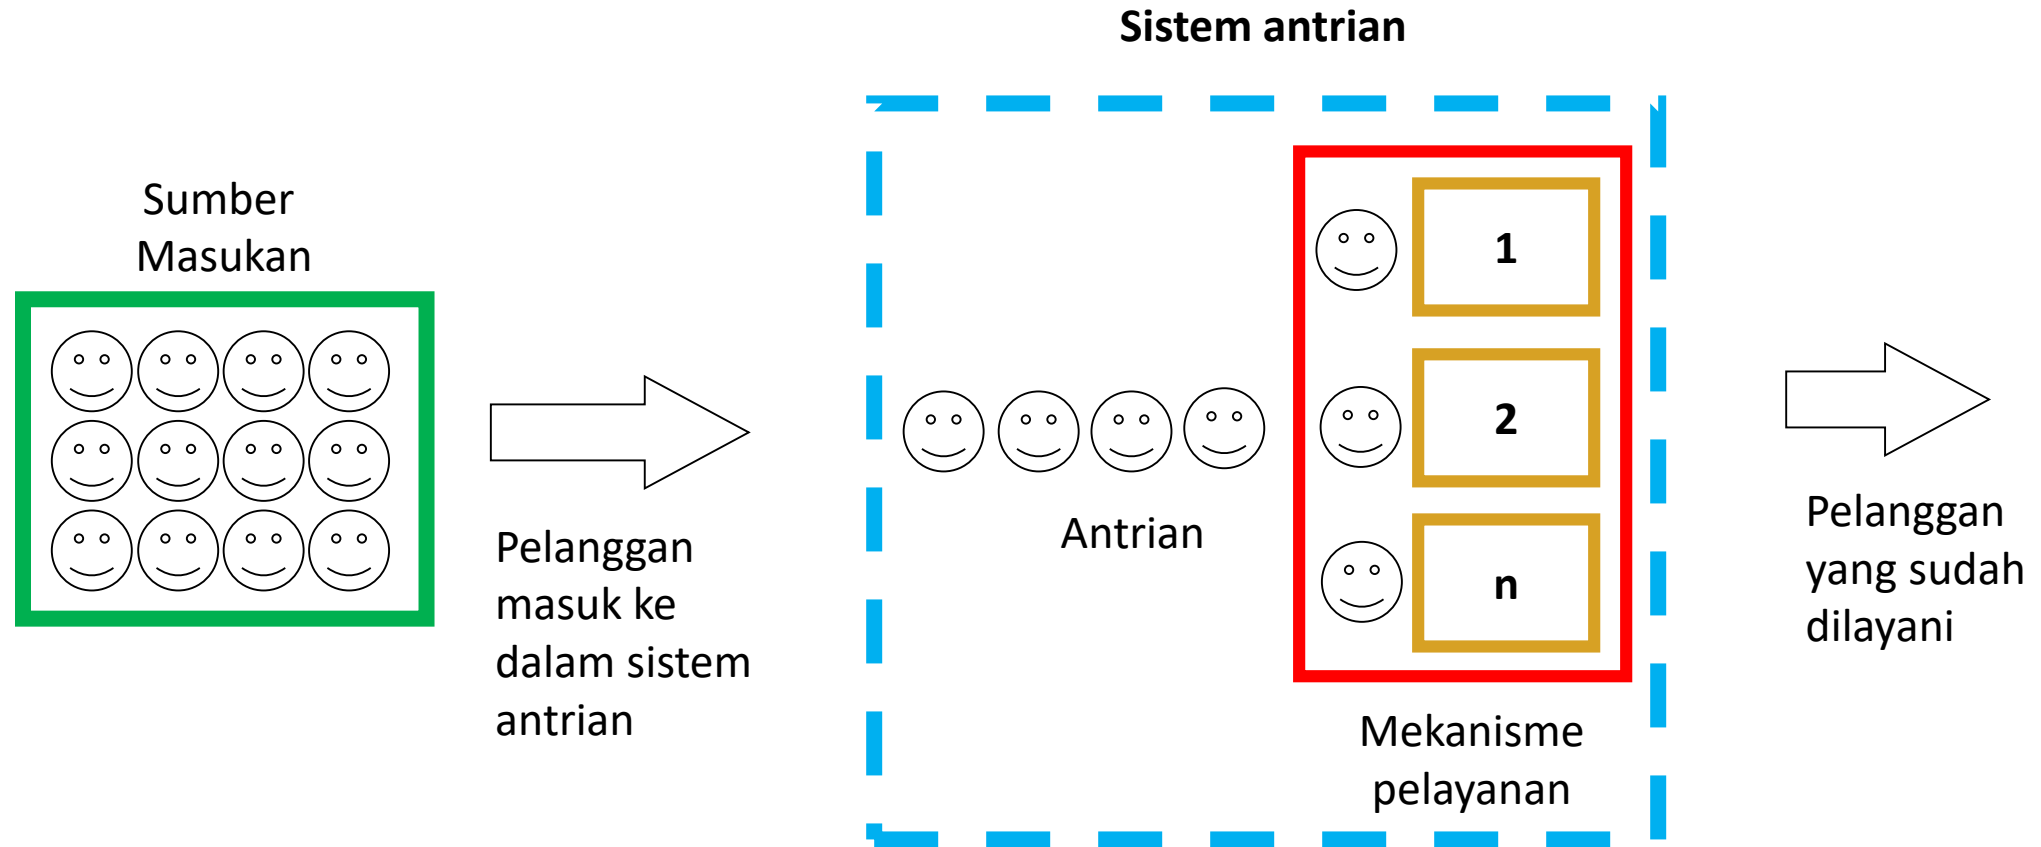 Sistem antrian
Sumber
Masukan
Pelanggan
masuk ke
dalam sistem
antrian
Antrian
1
2
n
Mekanisme
pelayanan
Pelanggan
yang sudah
dilayani